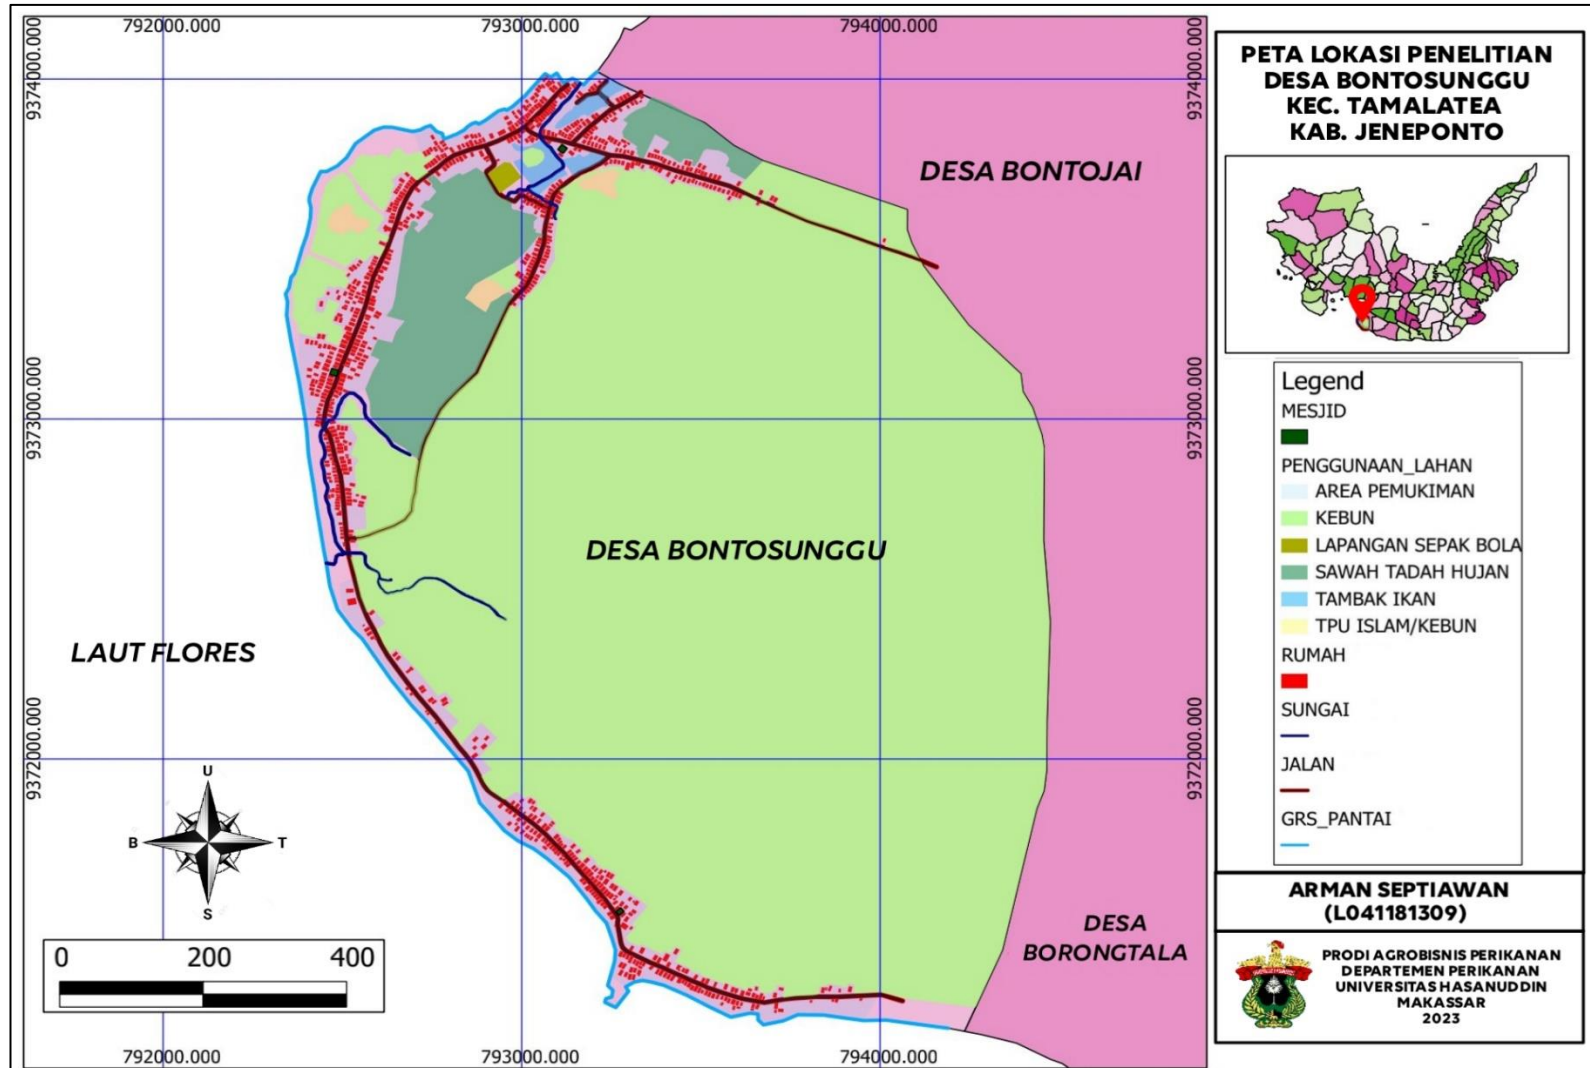 792000.000
793000.000
794000.000
9374000.000
9374000.000
DESA BONTOJAI
9373000.000
9373000.000
DESA BONTOSUNGGU
LAUT FLORES
9372000.000
9372000.000
U
B
T
S
DESA
BORONGTALA
0 200 400
792000.000
793000.000
794000.000
PETA LOKASI PENELITIAN
DESA BONTOSUNGGU
KEC. TAMALATEA
KAB. JENEPONTO
Legend
MESJID
PENGGUNAAN_LAHAN
AREA PEMUKIMAN
KEBUN
LAPANGAN SEPAK BOLA
SAWAH TADAH HUJAN
TAMBAK IKAN
TPU ISLAM/KEBUN
RUMAH
SUNGAI
JALAN
GRS_PANTAI
ARMAN SEPTIAWAN
(L041181309)
PRODI AGROBISNIS PERIKANAN
DEPARTEMEN PERIKANAN
UNIVERSITAS HASANUDDIN
MAKASSAR
2023